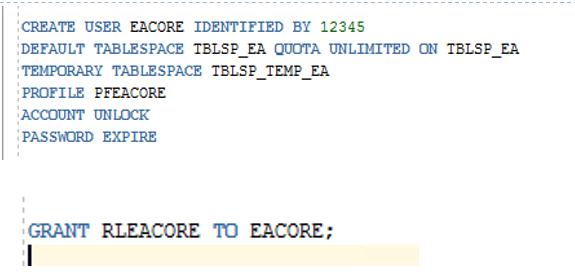 CREATE USER EACORE IDENTIFIED BY 12345
DEFAULT TABLESPACE TBLSP_EA QUOTA UNLIMITED ON TBLSP_EA
TEMPORARY TABLESPACE TBLSP_TEMP_EA
PROFILE PFEACORE
ACCOUNT UNLOCK
PASSWORD EXPIRE
GRANT RLEACORE TO EACORE;